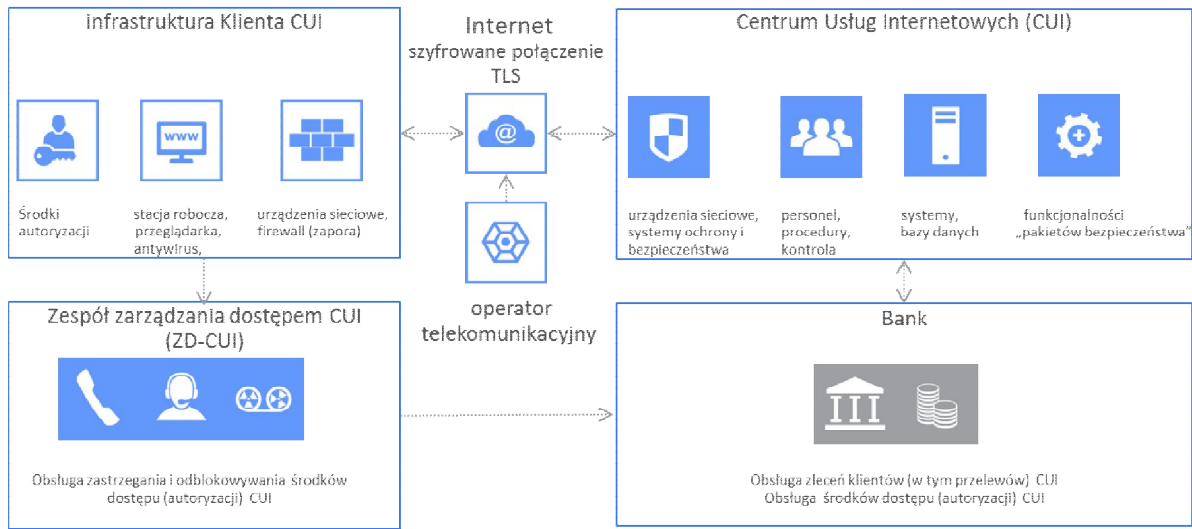 infrastruktura Klienta CUI
Środki
autoryzacji
www
stacja robocza,
przeglądarka,
antywirus,
urządzenia sieciowe,
firewall (zapora)
Internet
szyfrowane połączenie
TLS
@
operator
telekomunikacyjny
Centrum Usług Internetowych (CUI)
urządzenia sieciowe,
systemy ochrony i
bezpieczeństwa
personel,
procedury,
kontrola
systemy,
bazy danych
funkcjonalności
„pakietów bezpieczeństwa”
Zespół zarządzania dostępem CUI
(ZD-CUI)
Obsługa zastrzegania i odblokowywania środków
dostępu (autoryzacji) CUI
Bank
Obsługa zleceń klientów (w tym przelewów) CUI
Obsługa środków dostępu (autoryzacji) CUI